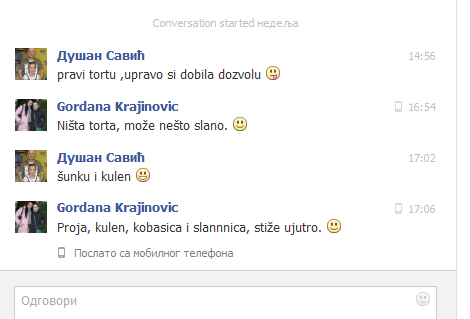 Conversation started недеља
Душан Савић 14:56
pravi tortu ,upravo si dobila dozvolu
Gordana Krajinovic 16:54
Ništa torta, može nešto slano.
Душан Савић 17:02
šunku i kulen
Gordana Krajinovic 17:06
Proja, kulen, kobasica i slannnica, stiže ujutro.
Послато са мобилног телефона
Одговори